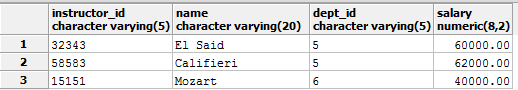 instructor_id name dept_id salary
character varying(5) character varying(20) character varying(5) numeric(8,2)
1 32343 El Said 5 60000.00
2 58583 Califieri 5 62000.00
3 15151 Mozart 6 40000.00